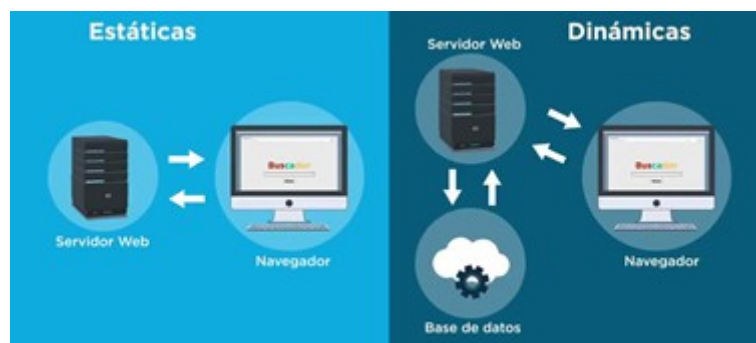 Estáticas
Buscador
Servidor Web
Navegador
Dinámicas
Servidor Web
Buscador
Navegador
Base de datos